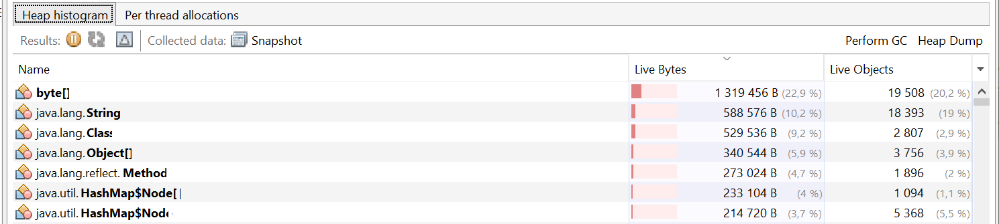 Heap histogram Per thread allocations
Results: Collected data: Snapshot Perform GC Heap Dump
Name Live Bytes Live Objects
byte[] 1 319 456 B (22,9 %) 19 508 (20,2 %)
java.lang.String 588 576 B (10,2 %) 18 393 (19 %)
java.lang.Class 529 536 B (9,2 %) 2 807 (2,9 %)
java.lang.Object[] 340 544 B (5,9 %) 3 756 (3,9 %)
java.lang.reflect.Method 273 024 B (4,7 %) 1 896 (2 %)
java.util.HashMap$Node[] 233 104 B (4 %) 1 094 (1,1 %)
java.util.HashMap$Node 214 720 B (3,7 %) 5 368 (5,5 %)